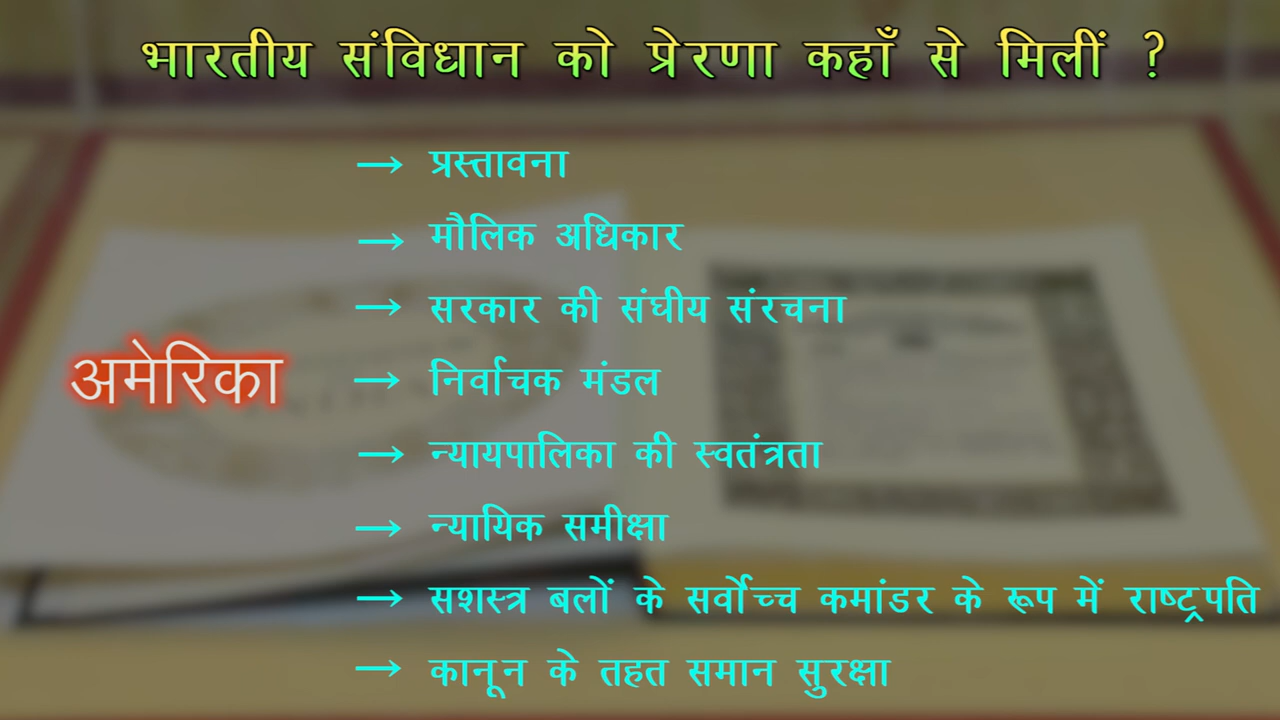 भारतीय संविधान को प्रेरणा कहाँ से मिलीं ?
→ प्रस्तावना
→ मौलिक अधिकार
→ सरकार की संघीय संरचना
अमेरिका → निर्वाचक मंडल
→ न्यायपालिका की स्वतंत्रता
→ न्यायिक समीक्षा
→ सशस्त्र बलों के सर्वोच्च कमांडर के रूप में राष्ट्रपति
→ कानून के तहत समान सुरक्षा